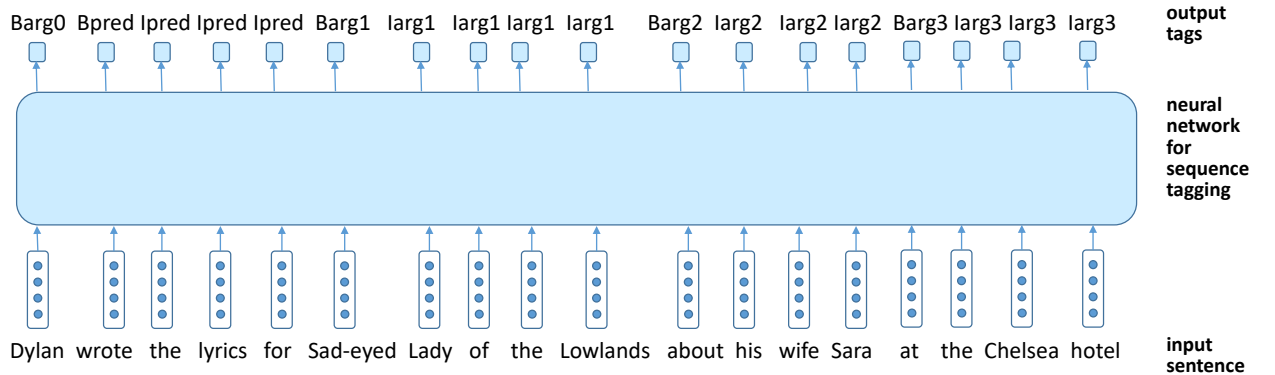 Barg0 Bpred Ipred Ipred Ipred Barg1 Iarg1 Iarg1 Iarg1 Iarg1 Barg2 Iarg2 Iarg2 Iarg2 Barg3 Iarg3 Iarg3 Iarg3
output
tags
neural
network
for
sequence
tagging
Dylan wrote the lyrics for Sad-eyed Lady of the Lowlands about his wife Sara at the Chelsea hotel
input
sentence